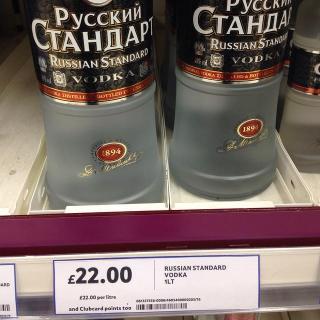 Русский
Стандарт
Russian Standard
VODKA
1894
Русский
Стандарт
Russian Standard
VODKA
1894
£22.00
£22.00 per litre
and Clubcard points too
RUSSIAN STANDARD
VODKA
1LT